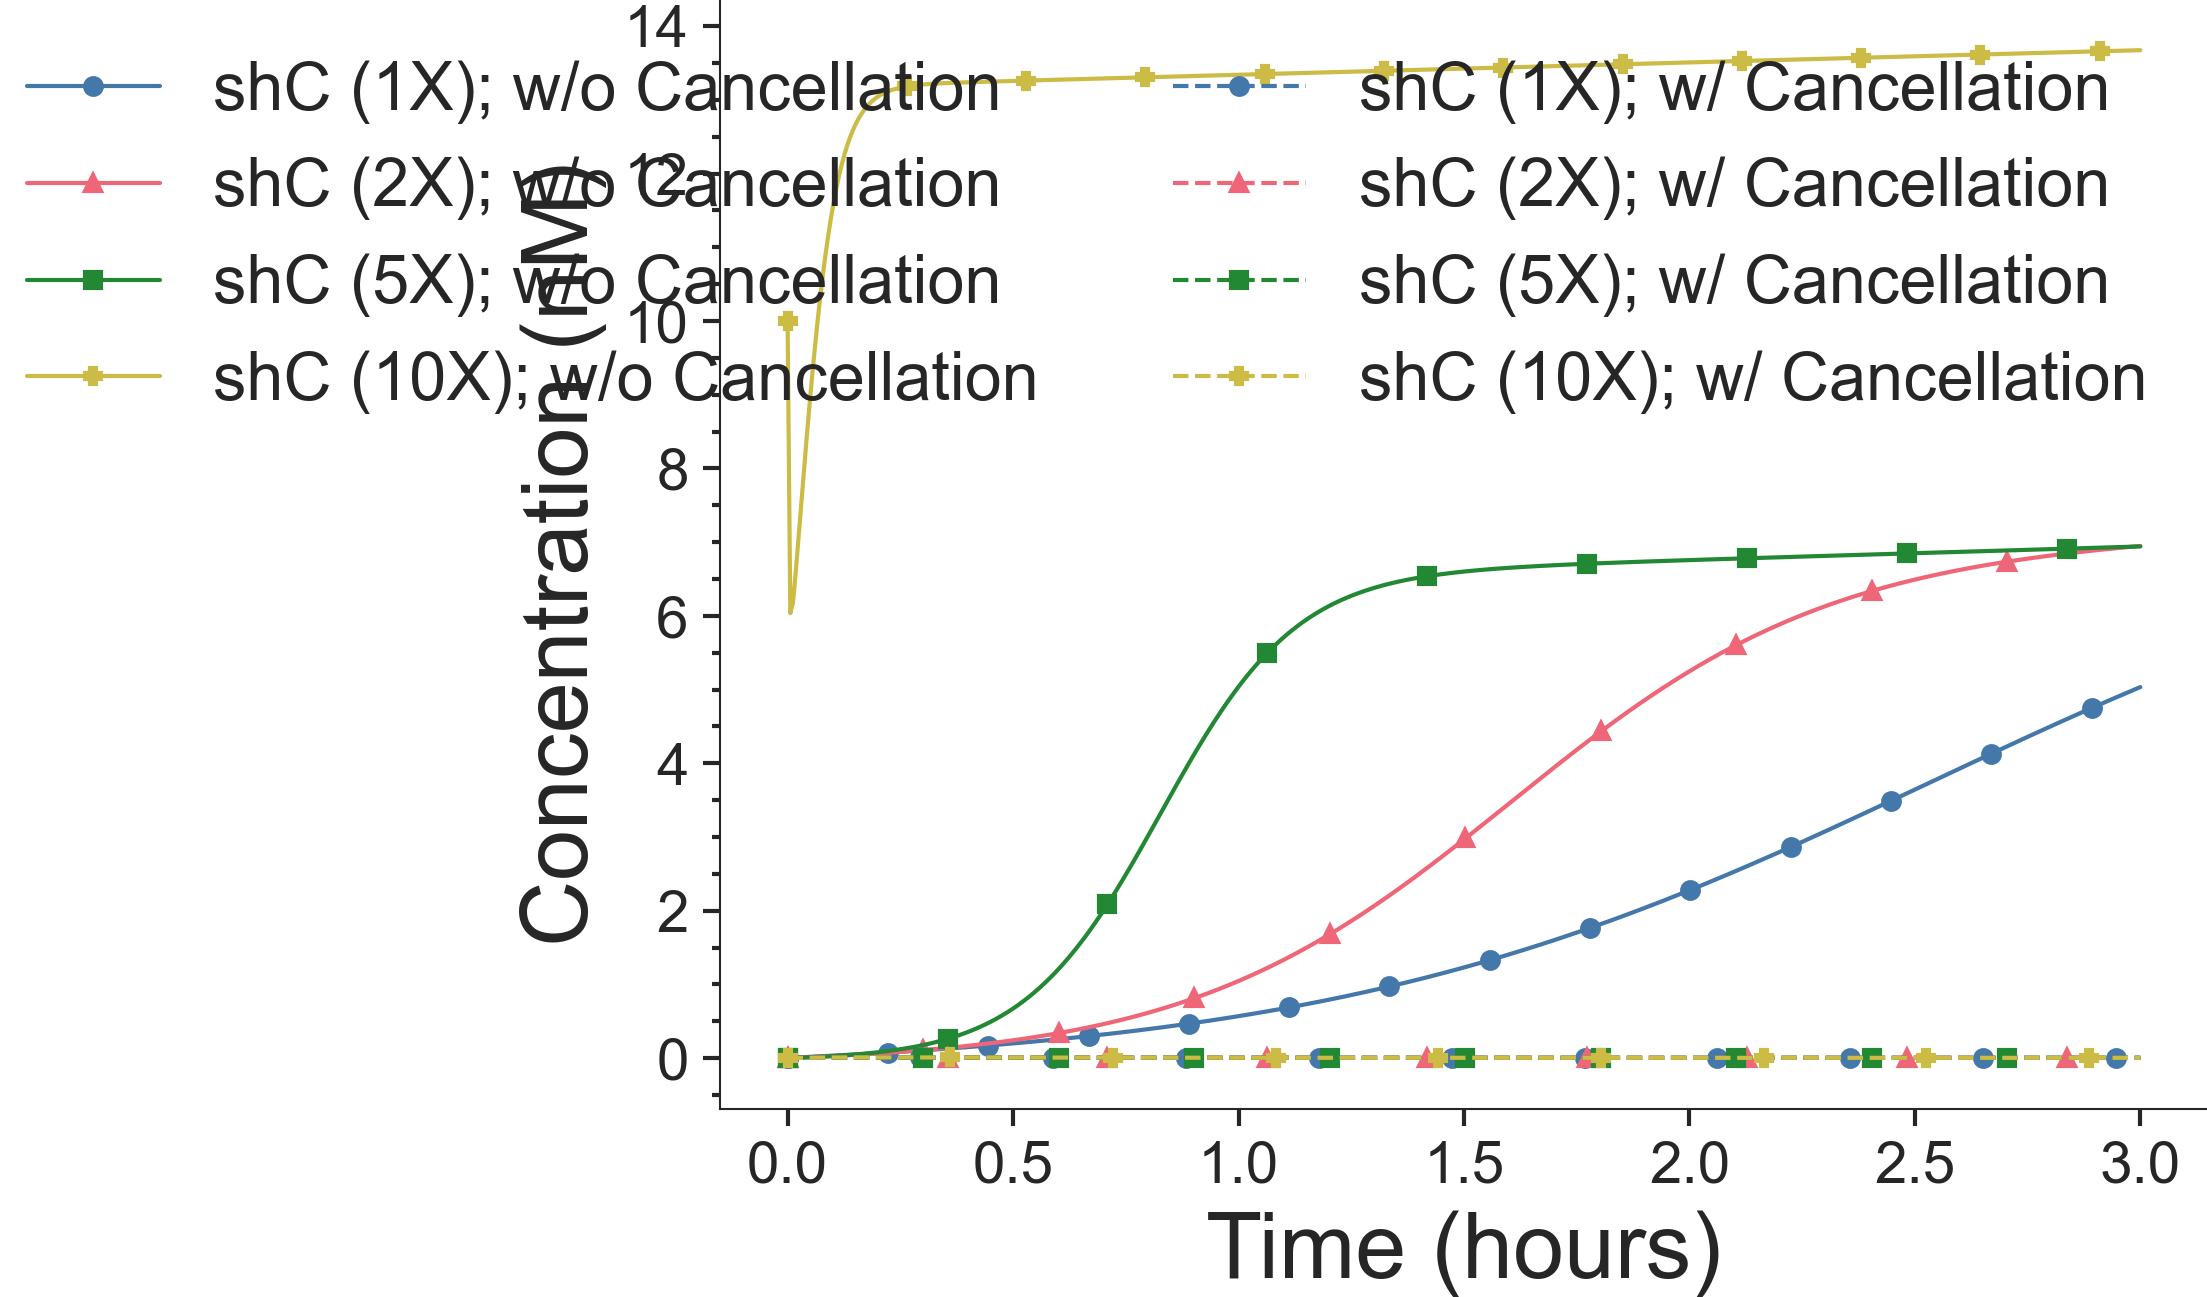 shC (1X); w/o Cancellation
shC (2X); w/o Cancellation
shC (5X); w/o Cancellation
shC (10X); w/o Cancellation
shC (1X); w/ Cancellation
shC (2X); w/ Cancellation
shC (5X); w/ Cancellation
shC (10X); w/ Cancellation
Concentration (nM)
14
12
10
8
6
4
2
0
0.0 0.5 1.0 1.5 2.0 2.5 3.0
Time (hours)